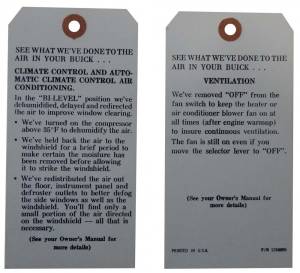 SEE WHAT WE'VE DONE TO THE
AIR IN YOUR BUICK . . .
CLIMATE CONTROL AND AUTO-
MATIC CLIMATE CONTROL AIR
CONDITIONING.
In the "BI-LEVEL" position we've
dehumidified, delayed and redirected
the air to improve window clearing.
• We've turned on the compressor
above 35°F to dehumidify the air.
• We've held back the air to the
windshield for a brief period to
make certain the moisture has
been removed before allowing
it to strike the windshield.
• We've redistributed the air out
the floor, instrument panel and
defroster outlets to better defog
the side windows as well as the
windshield. You'll find only a
small portion of the air directed
on the windshield — all that is
necessary.
(See your Owner's Manual for
more details)
SEE WHAT WE'VE DONE TO THE
AIR IN YOUR BUICK . . .
VENTILATION
We've removed "OFF" from the
fan switch to keep the heater or
air conditioner blower fan on at
all times (after engine warmup)
to insure continuous ventilation.
The fan is still on even if you
move the selector lever to "OFF".
(See your Owner's Manual for
more details)
PRINTED IN U.S.A.
P/N